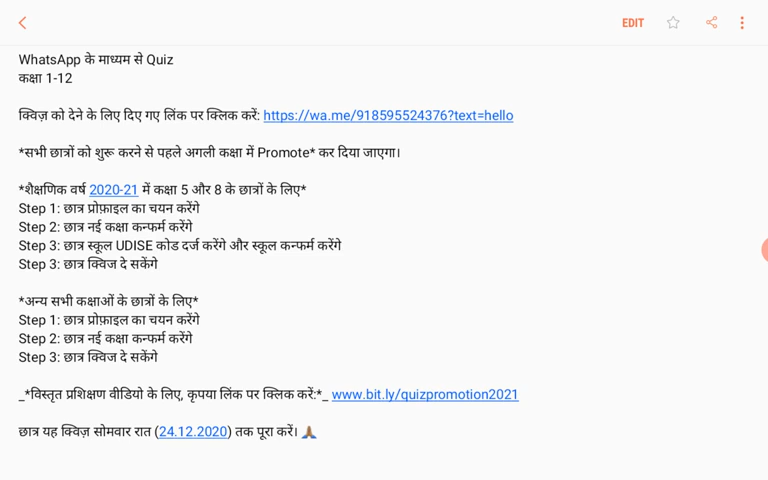 EDIT
WhatsApp के माध्यम से Quiz
कक्षा 1-12
क्विज़ को देने के लिए दिए गए लिंक पर क्लिक करें: https://wa.me/918595524376?text=hello
*सभी छात्रों को शुरू करने से पहले अगली कक्षा में Promote* कर दिया जाएगा।
*शैक्षणिक वर्ष 2020-21 में कक्षा 5 और 8 के छात्रों के लिए*
Step 1: छात्र प्रोफ़ाइल का चयन करेंगे
Step 2: छात्र नई कक्षा कन्फर्म करेंगे
Step 3: छात्र स्कूल UDISE कोड दर्ज करेंगे और स्कूल कन्फर्म करेंगे
Step 3: छात्र क्विज दे सकेंगे
*अन्य सभी कक्षाओं के छात्रों के लिए*
Step 1: छात्र प्रोफ़ाइल का चयन करेंगे
Step 2: छात्र नई कक्षा कन्फर्म करेंगे
Step 3: छात्र क्विज दे सकेंगे
_*विस्तृत प्रशिक्षण वीडियो के लिए, कृपया लिंक पर क्लिक करें:*_ www.bit.ly/quizpromotion2021
छात्र यह क्विज़ सोमवार रात (24.12.2020) तक पूरा करें। 🙏🏽